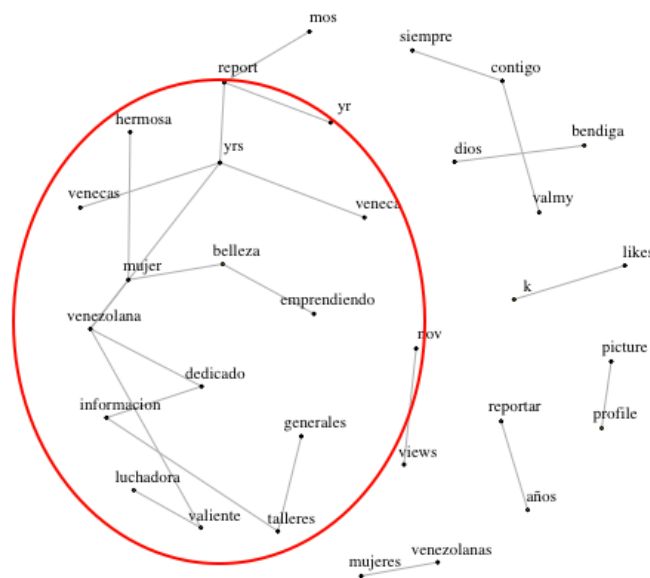 mos
siempre
contigo
report
yr
hermosa
bendiga
dios
yrs
venecas
veneca
valmy
belleza
likes
mujer
k
emprendiendo
venezolana
nov
picture
dedicado
informacion
reportar
profile
generales
views
luchadora
años
valiente
talleres
venezolanas
mujeres